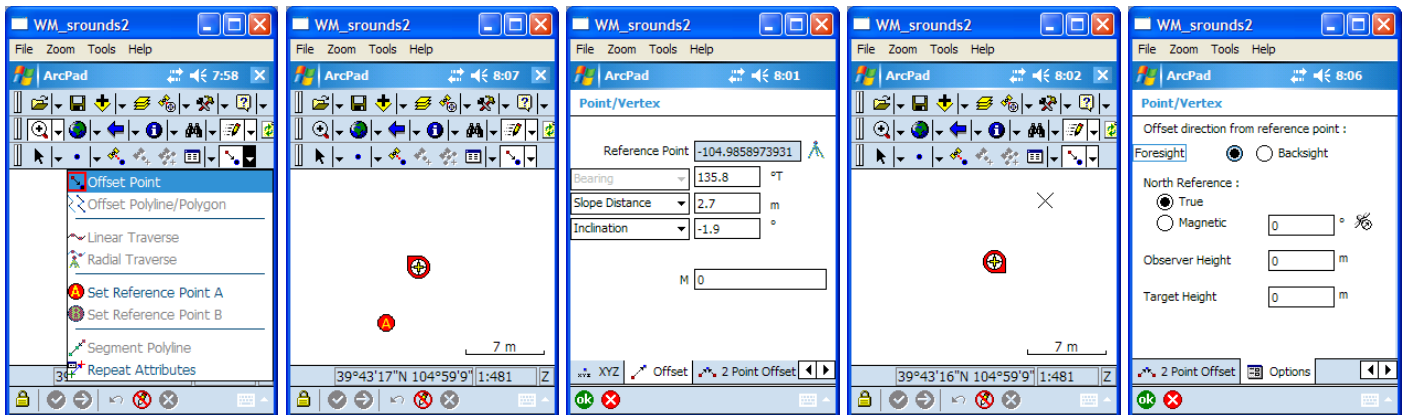 WM_srounds2
File Zoom Tools Help
ArcPad 7:58
Offset Point
Offset Polyline/Polygon
Linear Traverse
Radial Traverse
A Set Reference Point A
B Set Reference Point B
Segment Polyline
Repeat Attributes
39°
WM_srounds2
File Zoom Tools Help
ArcPad 8:07
A
7 m
39°43'17"N 104°59'9" 1:481 Z
WM_srounds2
File Zoom Tools Help
ArcPad 8:01
Point/Vertex
Reference Point -104.9858973931
Bearing 135.8 °T
Slope Distance 2.7 m
Inclination -1.9 °
M 0
XYZ Offset 2 Point Offset
ok
WM_srounds2
File Zoom Tools Help
ArcPad 8:02
7 m
39°43'16"N 104°59'9" 1:481 Z
WM_srounds2
File Zoom Tools Help
ArcPad 8:06
Point/Vertex
Offset direction from reference point :
Foresight Backsight
North Reference :
True
Magnetic 0 °
Observer Height 0 m
Target Height 0 m
2 Point Offset Options
ok